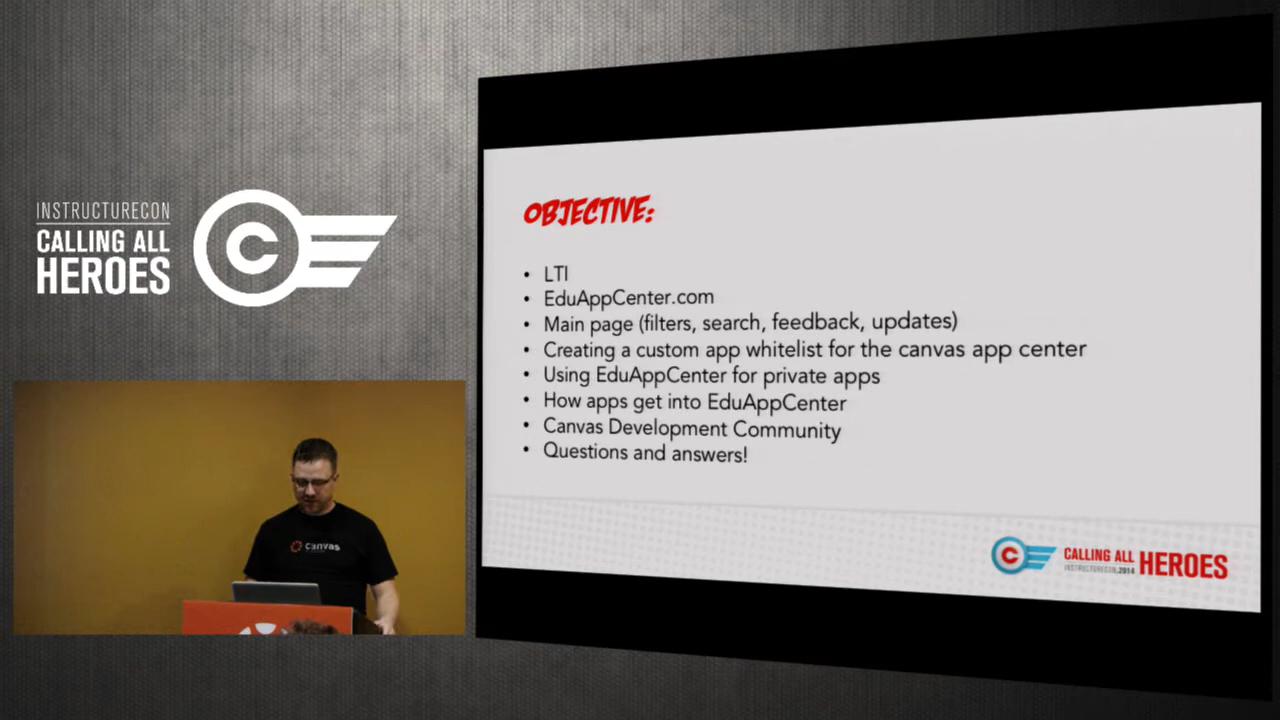 INSTRUCTURECON
CALLING ALL
HEROES
C
OBJECTIVE:
• LTI
• EduAppCenter.com
• Main page (filters, search, feedback, updates)
• Creating a custom app whitelist for the canvas app center
• Using EduAppCenter for private apps
• How apps get into EduAppCenter
• Canvas Development Community
• Questions and answers!
canvas
C
CALLING ALL HEROES
INSTRUCTURECON.2014